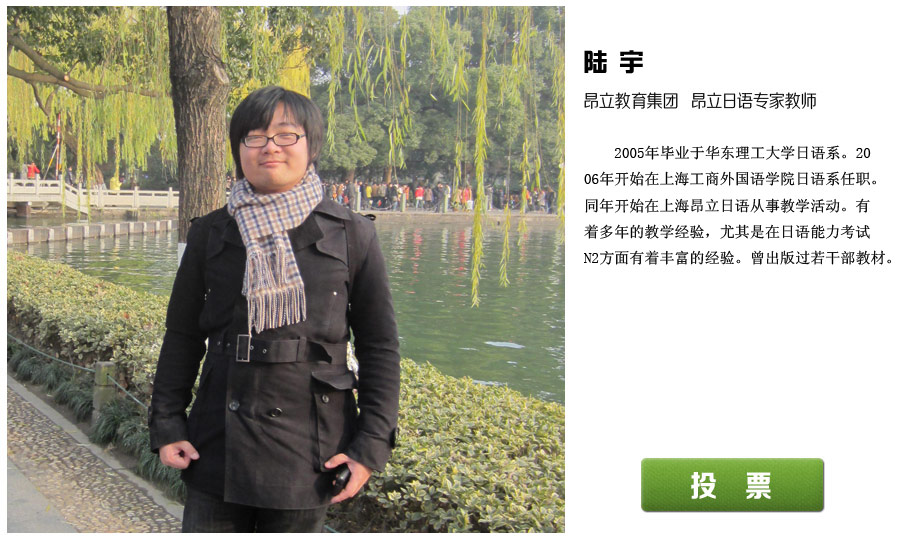 陆 宇
昂立教育集团 昂立日语专家教师
2005年毕业于华东理工大学日语系。20
06年开始在上海工商外国语学院日语系任职。
同年开始在上海昂立日语从事教学活动。有
着多年的教学经验，尤其是在日语能力考试
N2方面有着丰富的经验。曾出版过若干部教材。
投 票